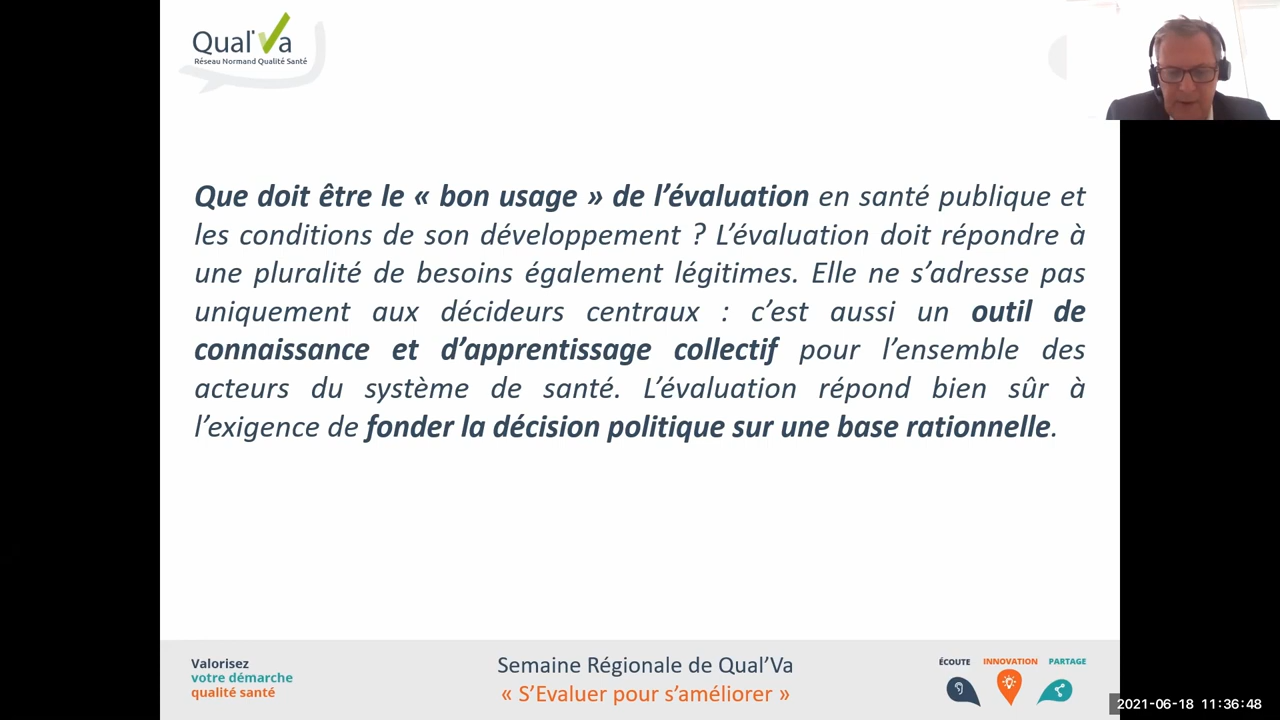 Qual'Va
Réseau Normand Qualité Santé
Que doit être le « bon usage » de l’évaluation en santé publique et
les conditions de son développement ? L’évaluation doit répondre à
une pluralité de besoins également légitimes. Elle ne s’adresse pas
uniquement aux décideurs centraux : c’est aussi un outil de
connaissance et d’apprentissage collectif pour l’ensemble des
acteurs du système de santé. L’évaluation répond bien sûr à
l’exigence de fonder la décision politique sur une base rationnelle.
Valorisez
votre démarche
qualité santé
Semaine Régionale de Qual’Va
« S’Evaluer pour s’améliorer »
ÉCOUTE INNOVATION PARTAGE
2021-06-18 11:36:48